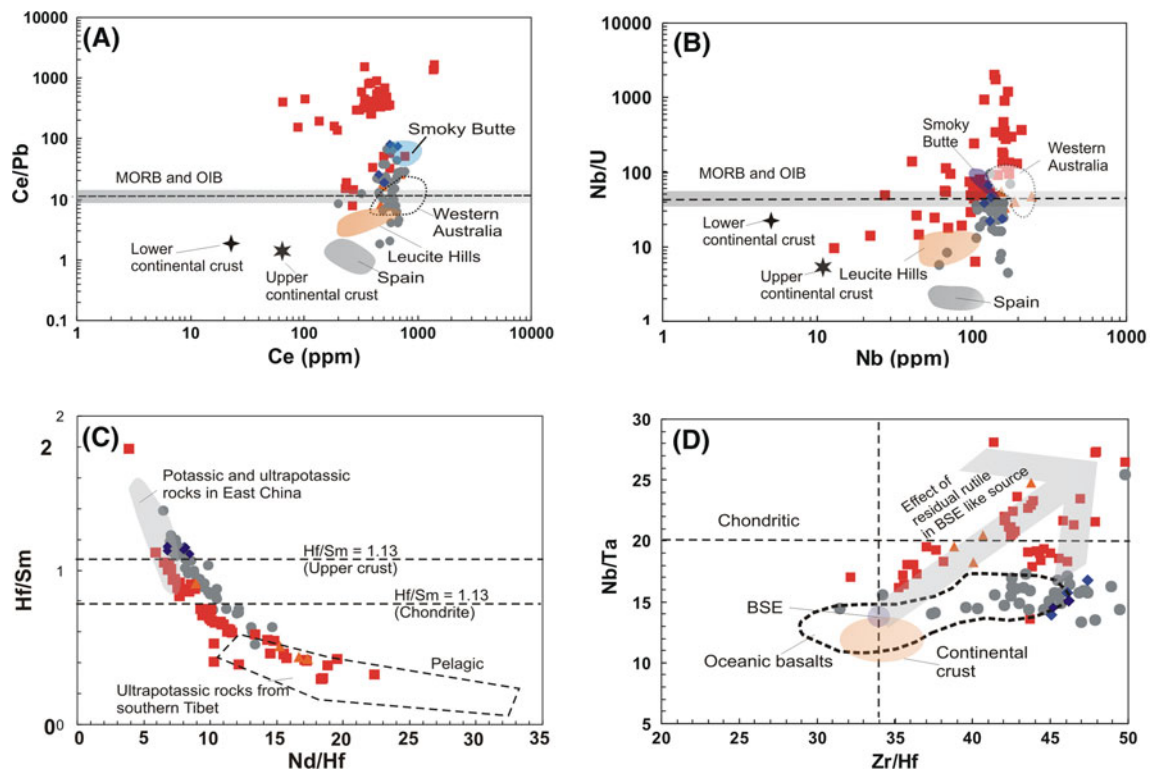 (A)
10000
1000
100
10
1
0.1
Ce/Pb
MORB and OIB
Smoky Butte
Western
Australia
Lower
continental crust
Upper
continental crust
Leucite Hills
Spain
1
10
100
1000
10000
Ce (ppm)
(B)
10000
1000
100
10
1
Nb/U
MORB and OIB
Smoky
Butte
Western
Australia
Lower
continental crust
Upper
continental crust
Leucite Hills
Spain
1
10
100
1000
Nb (ppm)
(C)
2
2
1
0
0
Hf/Sm
Potassic and ultrapotassic
rocks in East China
Hf/Sm = 1.13
(Upper crust)
Hf/Sm = 1.13
(Chondrite)
Pelagic
Ultrapotassic rocks from
southern Tibet
0
5
10
15
20
25
30
35
Nd/Hf
(D)
30
25
20
15
10
5
Nb/Ta
Effect of
residual rutile
in BSE like source
Chondritic
BSE
Oceanic basalts
Continental
crust
20
25
30
35
40
45
50
Zr/Hf